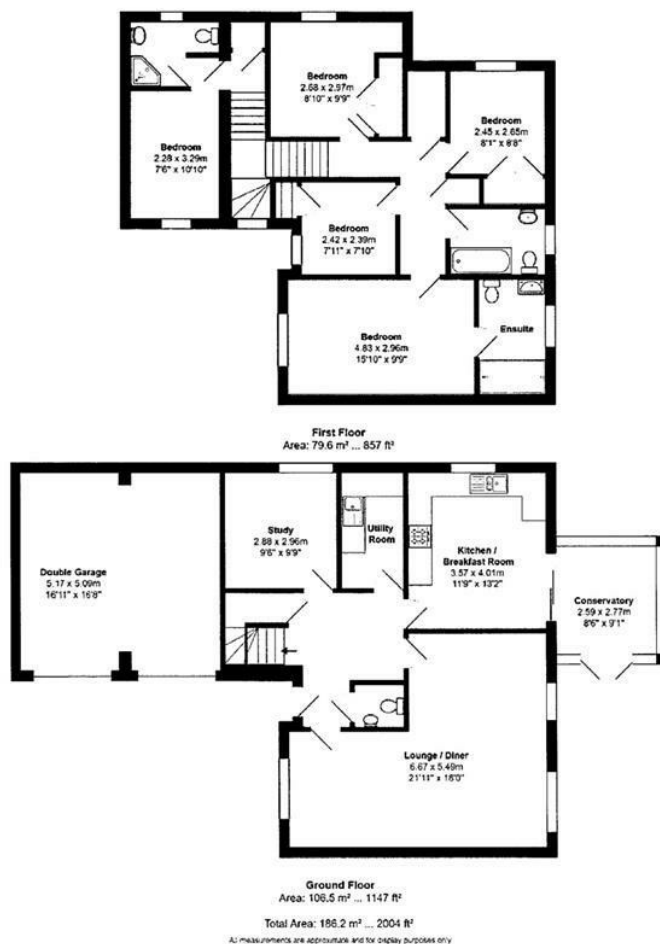 Bedroom
2.68 x 2.97m
8'10" x 9'9"
Bedroom
2.45 x 2.65m
8'1" x 8'8"
Bedroom
2.28 x 3.29m
7'6" x 10'10"
Bedroom
2.42 x 2.39m
7'11" x 7'10"
Bedroom
4.83 x 2.96m
15'10" x 9'9"
Ensuite
First Floor
Area: 79.6 m² ... 857 ft²
Study
2.88 x 2.96m
9'6" x 9'9"
Utility
Room
Kitchen /
Breakfast Room
3.57 x 4.01m
11'9" x 13'2"
Double Garage
5.17 x 5.09m
16'11" x 16'8"
Conservatory
2.59 x 2.77m
8'6" x 9'1"
Lounge / Diner
6.67 x 5.49m
21'11" x 18'0"
Ground Floor
Area: 106.5 m² ... 1147 ft²
Total Area: 186.2 m² ... 2004 ft²
All measurements are approximate and for display purposes only